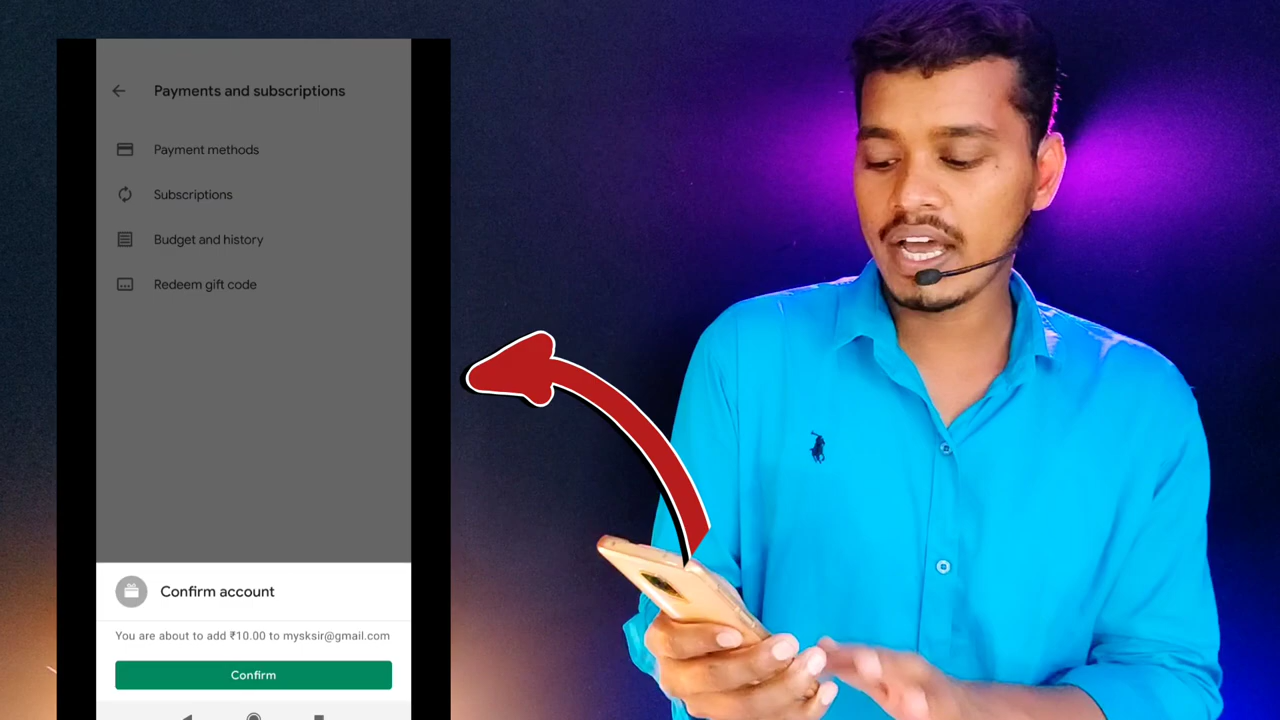 Payments and subscriptions
Payment methods
Subscriptions
Budget and history
Redeem gift code
Confirm account
You are about to add ₹10.00 to mysksir@gmail.com
Confirm